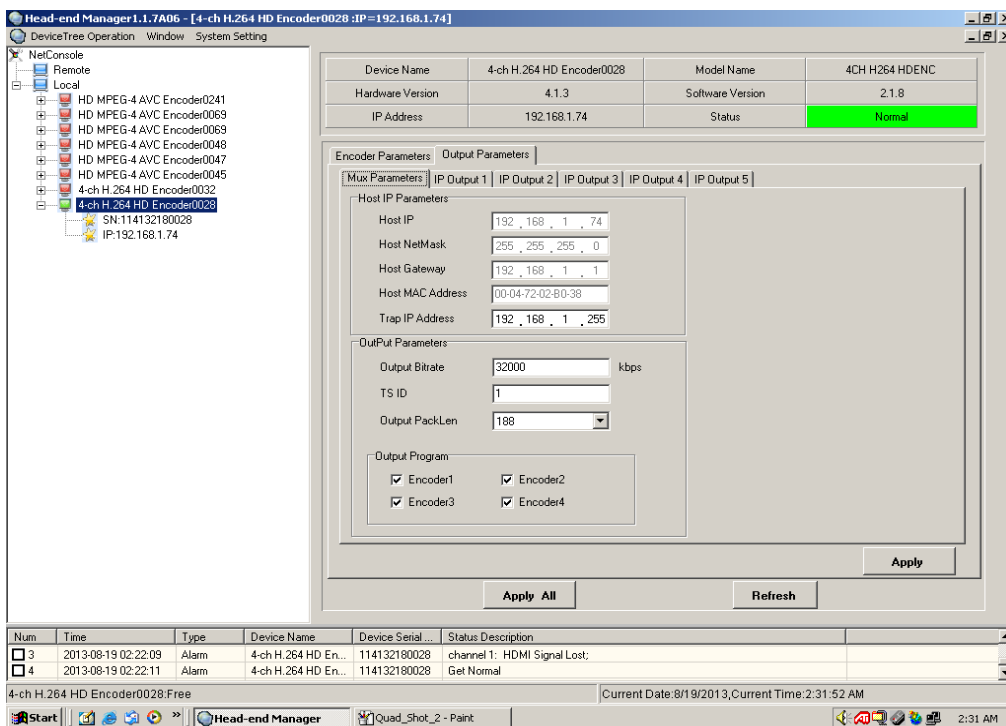 Head-end Manager1.1.7A06 - [4-ch H.264 HD Encoder0028 :IP=192.168.1.74]
DeviceTree Operation Window System Setting
NetConsole
Remote
Local
HD MPEG-4 AVC Encoder0241
HD MPEG-4 AVC Encoder0069
HD MPEG-4 AVC Encoder0069
HD MPEG-4 AVC Encoder0048
HD MPEG-4 AVC Encoder0047
HD MPEG-4 AVC Encoder0045
4-ch H.264 HD Encoder0032
4-ch H.264 HD Encoder0028
SN:114132180028
IP:192.168.1.74
Device Name 4-ch H.264 HD Encoder0028 Model Name 4CH H264 HDENC
Hardware Version 4.1.3 Software Version 2.1.8
IP Address 192.168.1.74 Status Normal
Encoder Parameters Output Parameters
Mux Parameters IP Output 1 IP Output 2 IP Output 3 IP Output 4 IP Output 5
Host IP Parameters
Host IP 192 . 168 . 1 . 74
Host NetMask 255 . 255 . 255 . 0
Host Gateway 192 . 168 . 1 . 1
Host MAC Address 00-04-72-02-B0-38
Trap IP Address 192 . 168 . 1 . 255
OutPut Parameters
Output Bitrate 32000 kbps
TS ID 1
Output PackLen 188
Output Program
Encoder1 Encoder2
Encoder3 Encoder4
Apply
Apply All Refresh
Num Time Type Device Name Device Serial ... Status Description
3 2013-08-19 02:22:09 Alarm 4-ch H.264 HD En... 114132180028 channel 1: HDMI Signal Lost;
4 2013-08-19 02:22:11 Alarm 4-ch H.264 HD En... 114132180028 Get Normal
4-ch H.264 HD Encoder0028:Free Current Date:8/19/2013,Current Time:2:31:52 AM
Start » Head-end Manager Quad_Shot_2 - Paint 2:31 AM